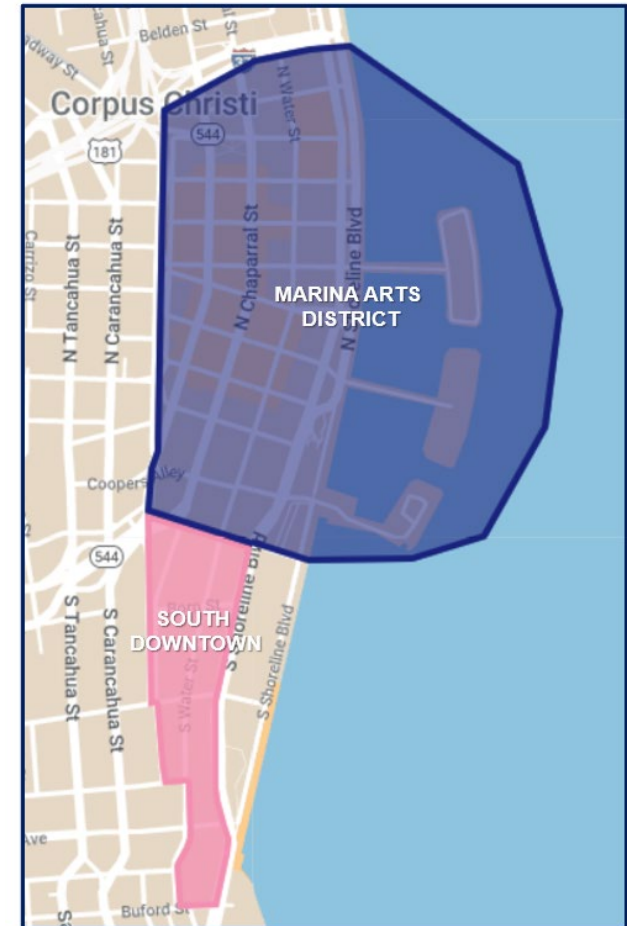 Belden St
N Water St
Corpus Christi
544
181
N Tancahua St
N Carancahua St
N Chaparral St
N Shoreline Blvd
MARINA ARTS
DISTRICT
Coopers Alley
544
S Tancahua St
S Carancahua St
Born St
SOUTH
DOWNTOWN
S Water St
S Shoreline Blvd
S Shoreline Blvd
Ave
Buford St